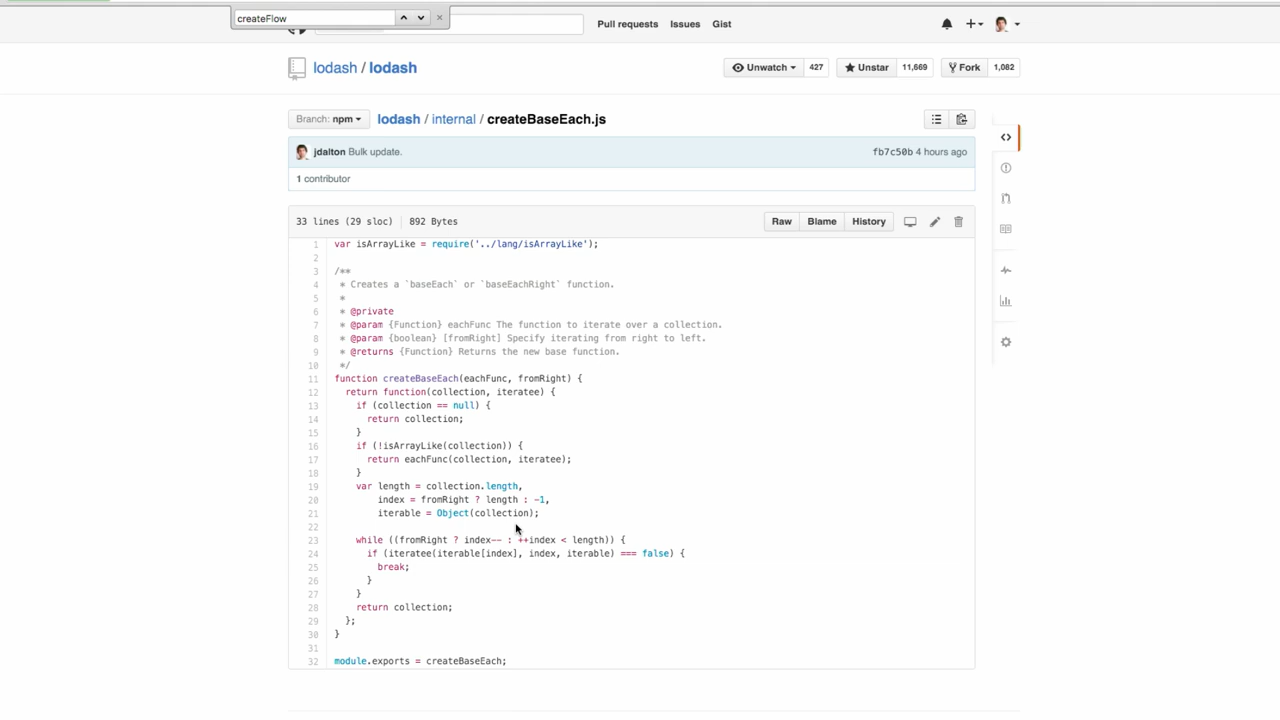 createFlow
Pull requests Issues Gist
lodash / lodash
Unwatch 427 Unstar 11,669 Fork 1,082
Branch: npm lodash / internal / createBaseEach.js
jdalton Bulk update. fb7c50b 4 hours ago
1 contributor
33 lines (29 sloc) 892 Bytes Raw Blame History
1 var isArrayLike = require('../lang/isArrayLike');
2
3 /**
4 * Creates a `baseEach` or `baseEachRight` function.
5 *
6 * @private
7 * @param {Function} eachFunc The function to iterate over a collection.
8 * @param {boolean} [fromRight] Specify iterating from right to left.
9 * @returns {Function} Returns the new base function.
10 */
11 function createBaseEach(eachFunc, fromRight) {
12 return function(collection, iteratee) {
13 if (collection == null) {
14 return collection;
15 }
16 if (!isArrayLike(collection)) {
17 return eachFunc(collection, iteratee);
18 }
19 var length = collection.length,
20 index = fromRight ? length : -1,
21 iterable = Object(collection);
22
23 while ((fromRight ? index-- : ++index < length)) {
24 if (iteratee(iterable[index], index, iterable) === false) {
25 break;
26 }
27 }
28 return collection;
29 };
30 }
31
32 module.exports = createBaseEach;